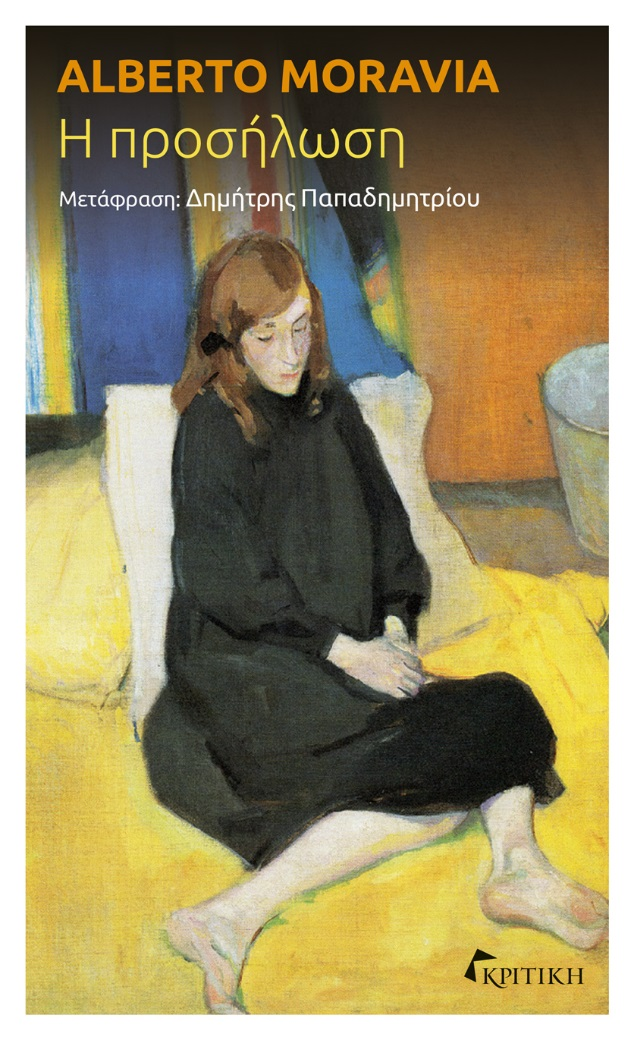 ALBERTO MORAVIA
Η προσήλωση
Μετάφραση: Δημήτρης Παπαδημητρίου
ΚΡΙΤΙΚΗ